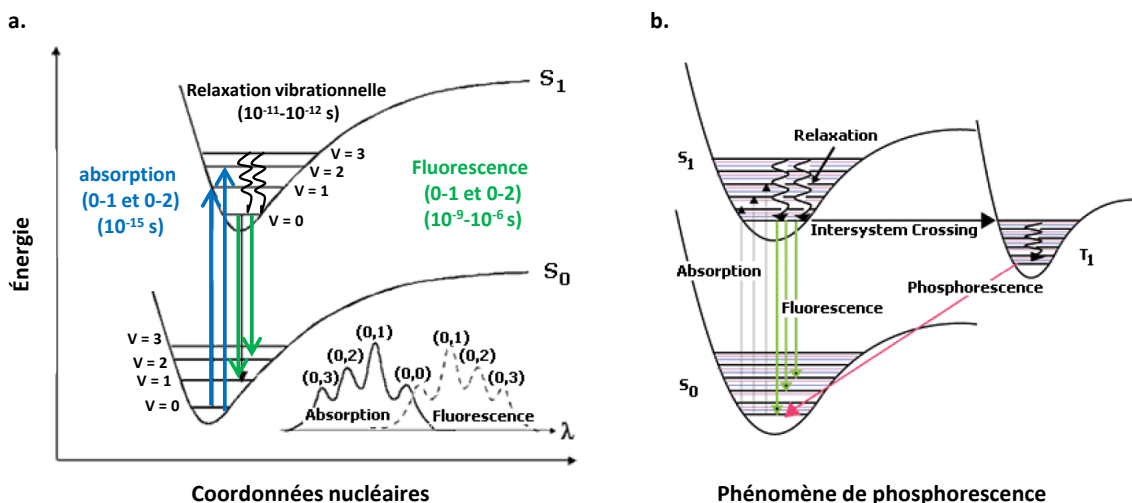 a.
Énergie
Relaxation vibrationnelle
(10⁻¹¹-10⁻¹² s)
S₁
absorption
(0-1 et 0-2)
(10⁻¹⁵ s)
V = 3
V = 2
V = 1
V = 0
Fluorescence
(0-1 et 0-2)
(10⁻⁹-10⁻⁶ s)
S₀
V = 3
V = 2
V = 1
V = 0
(0,3)
(0,2)
(0,1)
(0,0)
(0,1)
(0,2)
(0,3)
Absorption
Fluorescence
λ
Coordonnées nucléaires
b.
S₁
Relaxation
Intersystem Crossing
T₁
Absorption
Phosphorescence
Fluorescence
S₀
Phénomène de phosphorescence